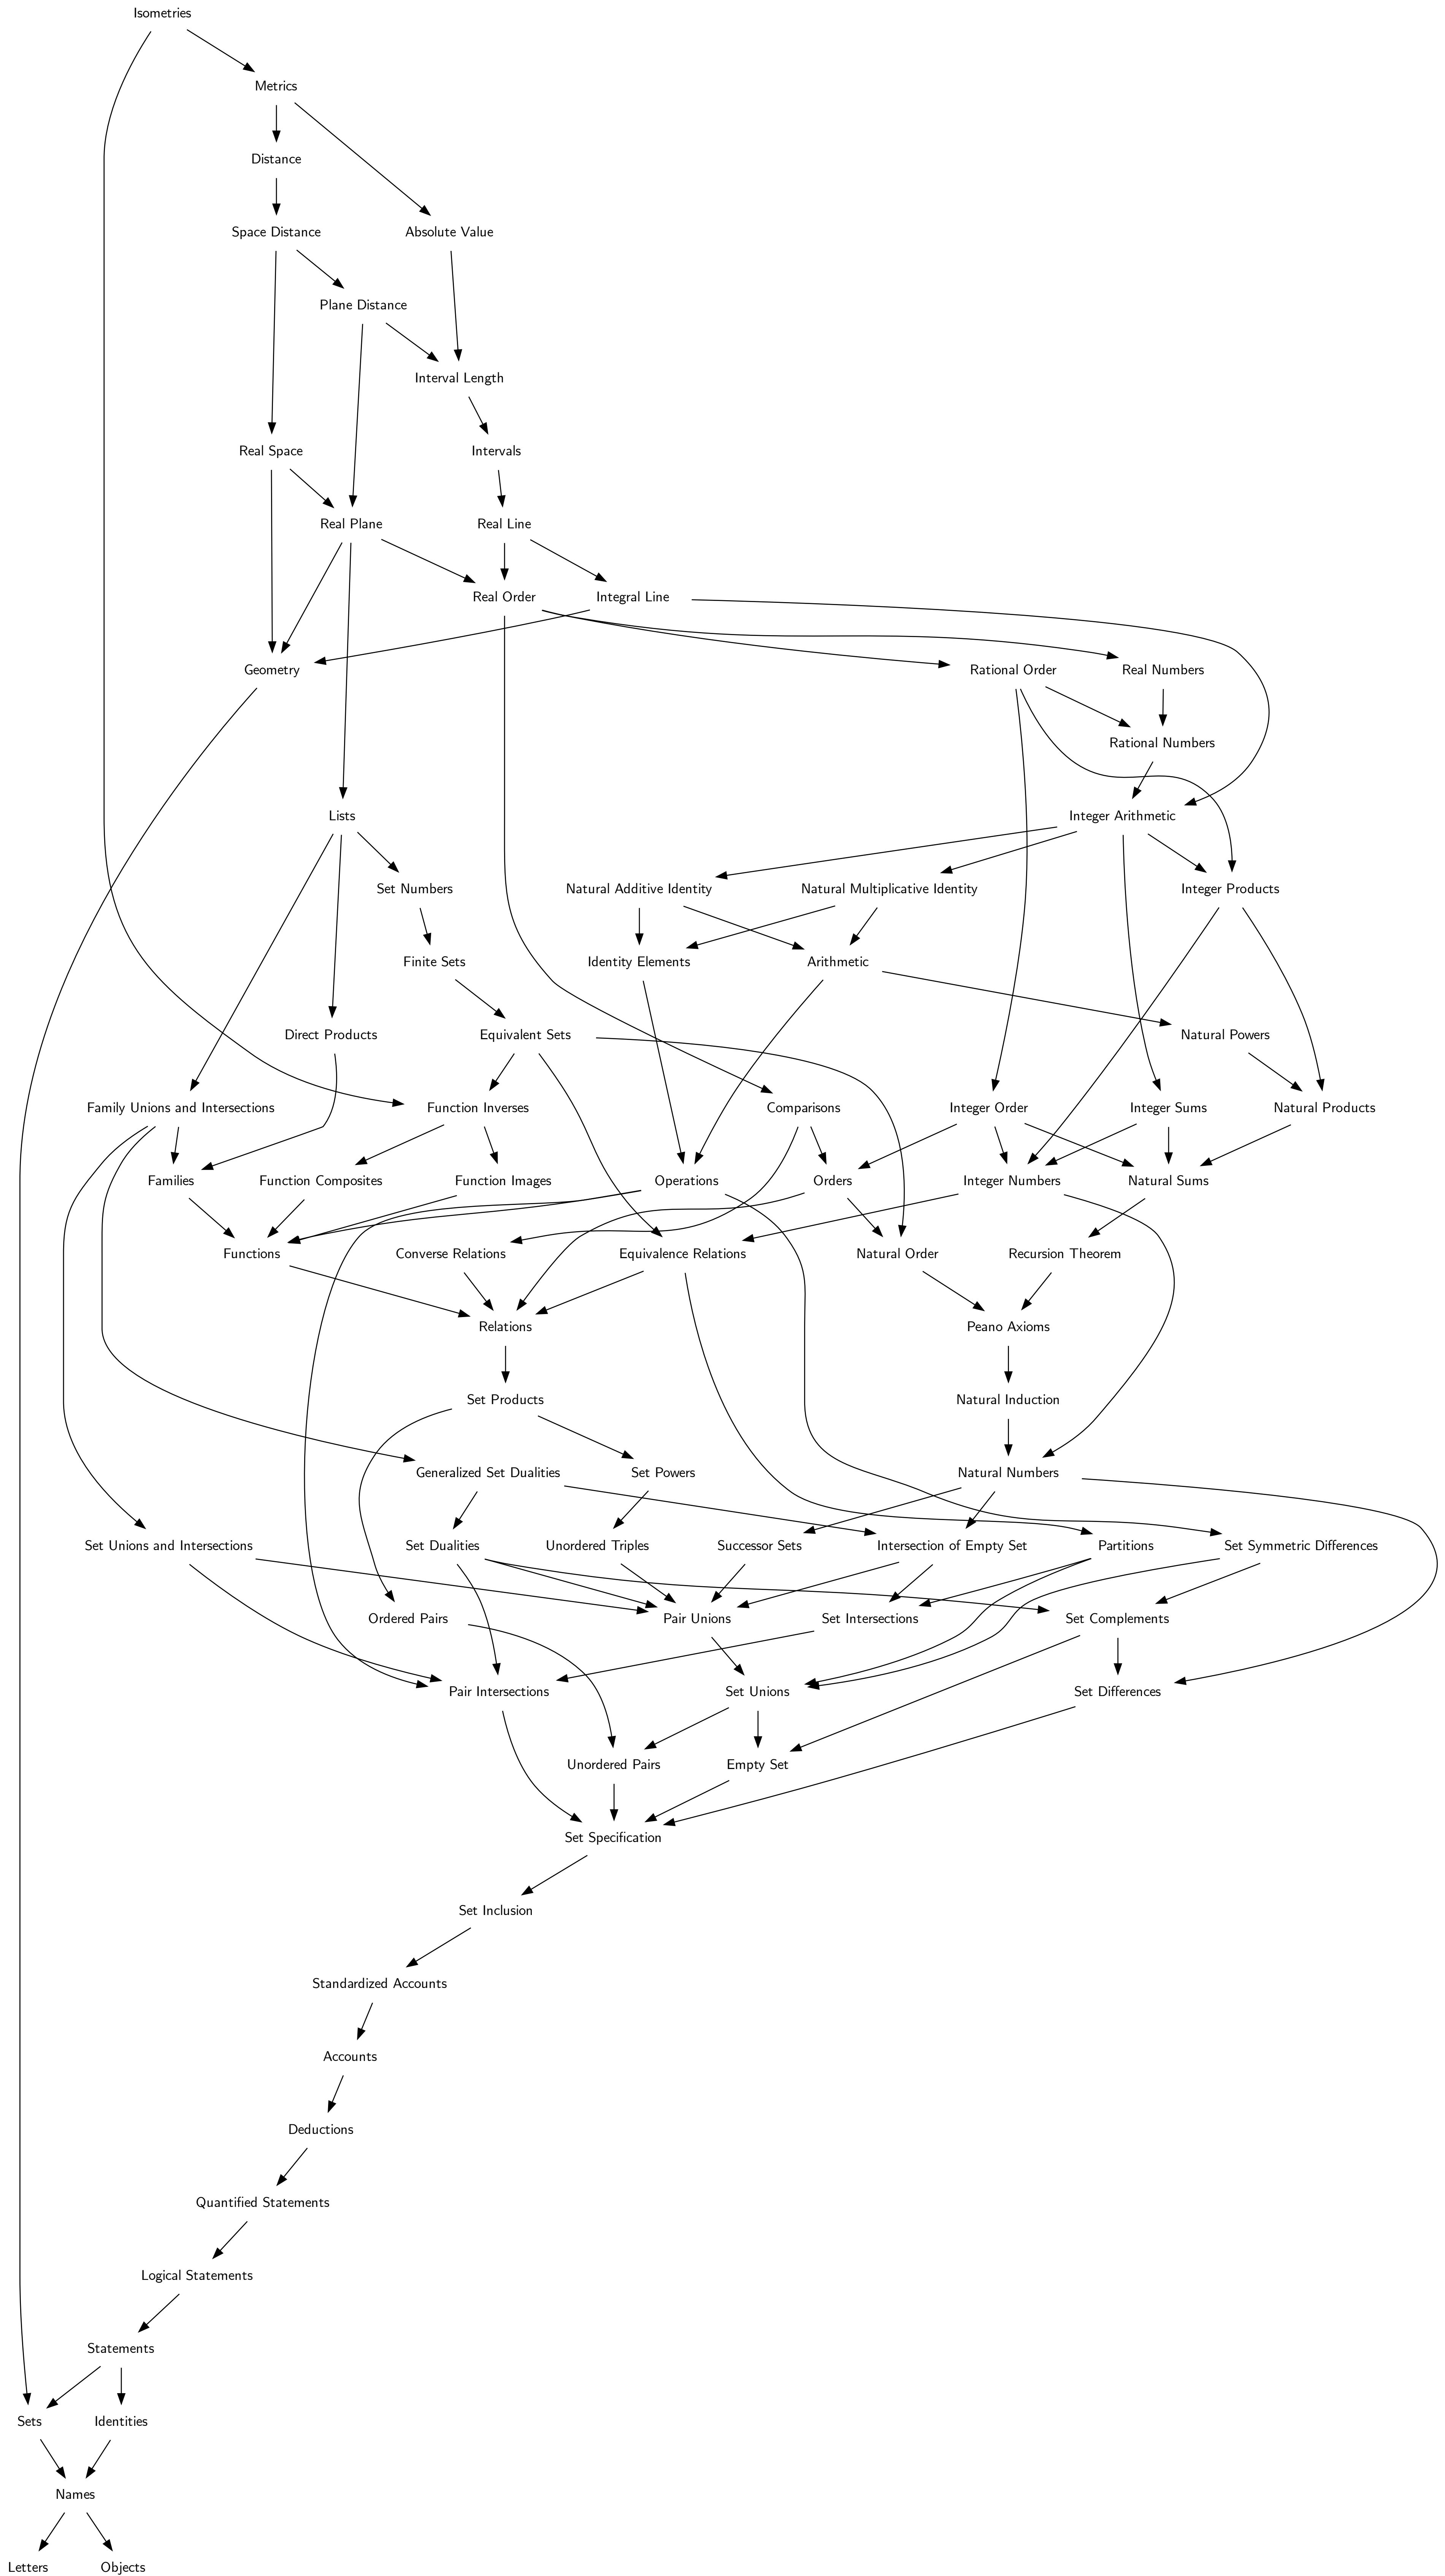 Isometries
Metrics
Distance
Space Distance
Absolute Value
Plane Distance
Interval Length
Real Space
Intervals
Real Plane
Real Line
Real Order
Integral Line
Geometry
Rational Order
Real Numbers
Rational Numbers
Lists
Integer Arithmetic
Set Numbers
Natural Additive Identity
Natural Multiplicative Identity
Integer Products
Finite Sets
Identity Elements
Arithmetic
Direct Products
Equivalent Sets
Natural Powers
Family Unions and Intersections
Function Inverses
Comparisons
Integer Order
Integer Sums
Natural Products
Families
Function Composites
Function Images
Operations
Orders
Integer Numbers
Natural Sums
Functions
Converse Relations
Equivalence Relations
Natural Order
Recursion Theorem
Relations
Peano Axioms
Set Products
Natural Induction
Generalized Set Dualities
Set Powers
Natural Numbers
Set Unions and Intersections
Set Dualities
Unordered Triples
Successor Sets
Intersection of Empty Set
Partitions
Set Symmetric Differences
Ordered Pairs
Pair Unions
Set Intersections
Set Complements
Pair Intersections
Set Unions
Set Differences
Unordered Pairs
Empty Set
Set Specification
Set Inclusion
Standardized Accounts
Accounts
Deductions
Quantified Statements
Logical Statements
Statements
Sets
Identities
Names
Letters
Objects